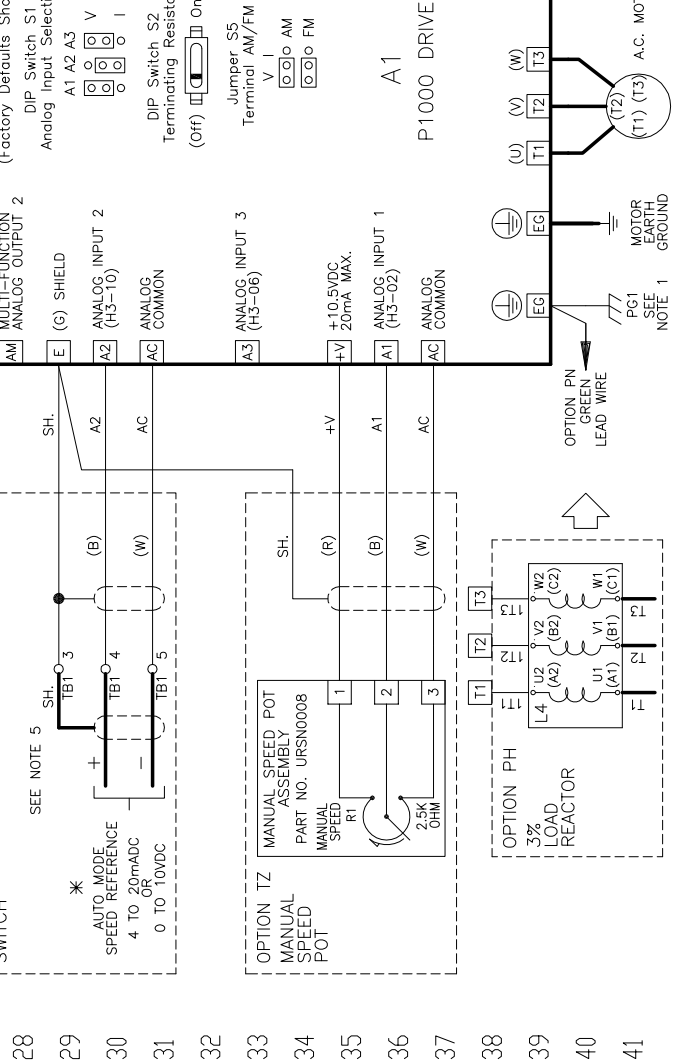 SWITCH
SEE NOTE 5
*
AUTO MODE
SPEED REFERENCE
4 TO 20mADC
OR
0 TO 10VDC
+
−
SH.
TB1
3
TB1
4
TB1
5
(B)
(W)
SH.
A2
AC
AM
MULTI-FUNCTION
ANALOG OUTPUT 2
E
(G) SHIELD
A2
ANALOG INPUT 2
(H3-10)
AC
ANALOG
COMMON
A3
ANALOG INPUT 3
(H3-06)
+V
+10.5VDC
20mA MAX.
A1
ANALOG INPUT 1
(H3-02)
AC
ANALOG
COMMON
(Factory Defaults
DIP Switch S1
Analog Input
A1 A2 A3
V
I
DIP Switch S2
Terminating
(Off)
On
Jumper S5
Terminal AM/FM
V I
AM
FM
A1
P1000 DRIVE
OPTION TZ
MANUAL
SPEED
POT
MANUAL SPEED POT
ASSEMBLY
PART NO. URSN0008
MANUAL
SPEED
R1
2.5K
OHM
1
2
3
SH.
(R)
(B)
(W)
+V
A1
AC
OPTION PH
3%
LOAD
REACTOR
T1
T2
T3
1T1
1T2
1T3
L4
U2
(A2)
V2
(B2)
W2
(C2)
U1
(A1)
V1
(B1)
W1
(C1)
T1
T2
T3
OPTION PN
GREEN
LEAD WIRE
EG
PG1
SEE
NOTE 1
EG
MOTOR
EARTH
GROUND
(U)
T1
(V)
T2
(W)
T3
(T1)
(T2)
(T3)
A.C.
28
29
30
31
32
33
34
35
36
37
38
39
40
41